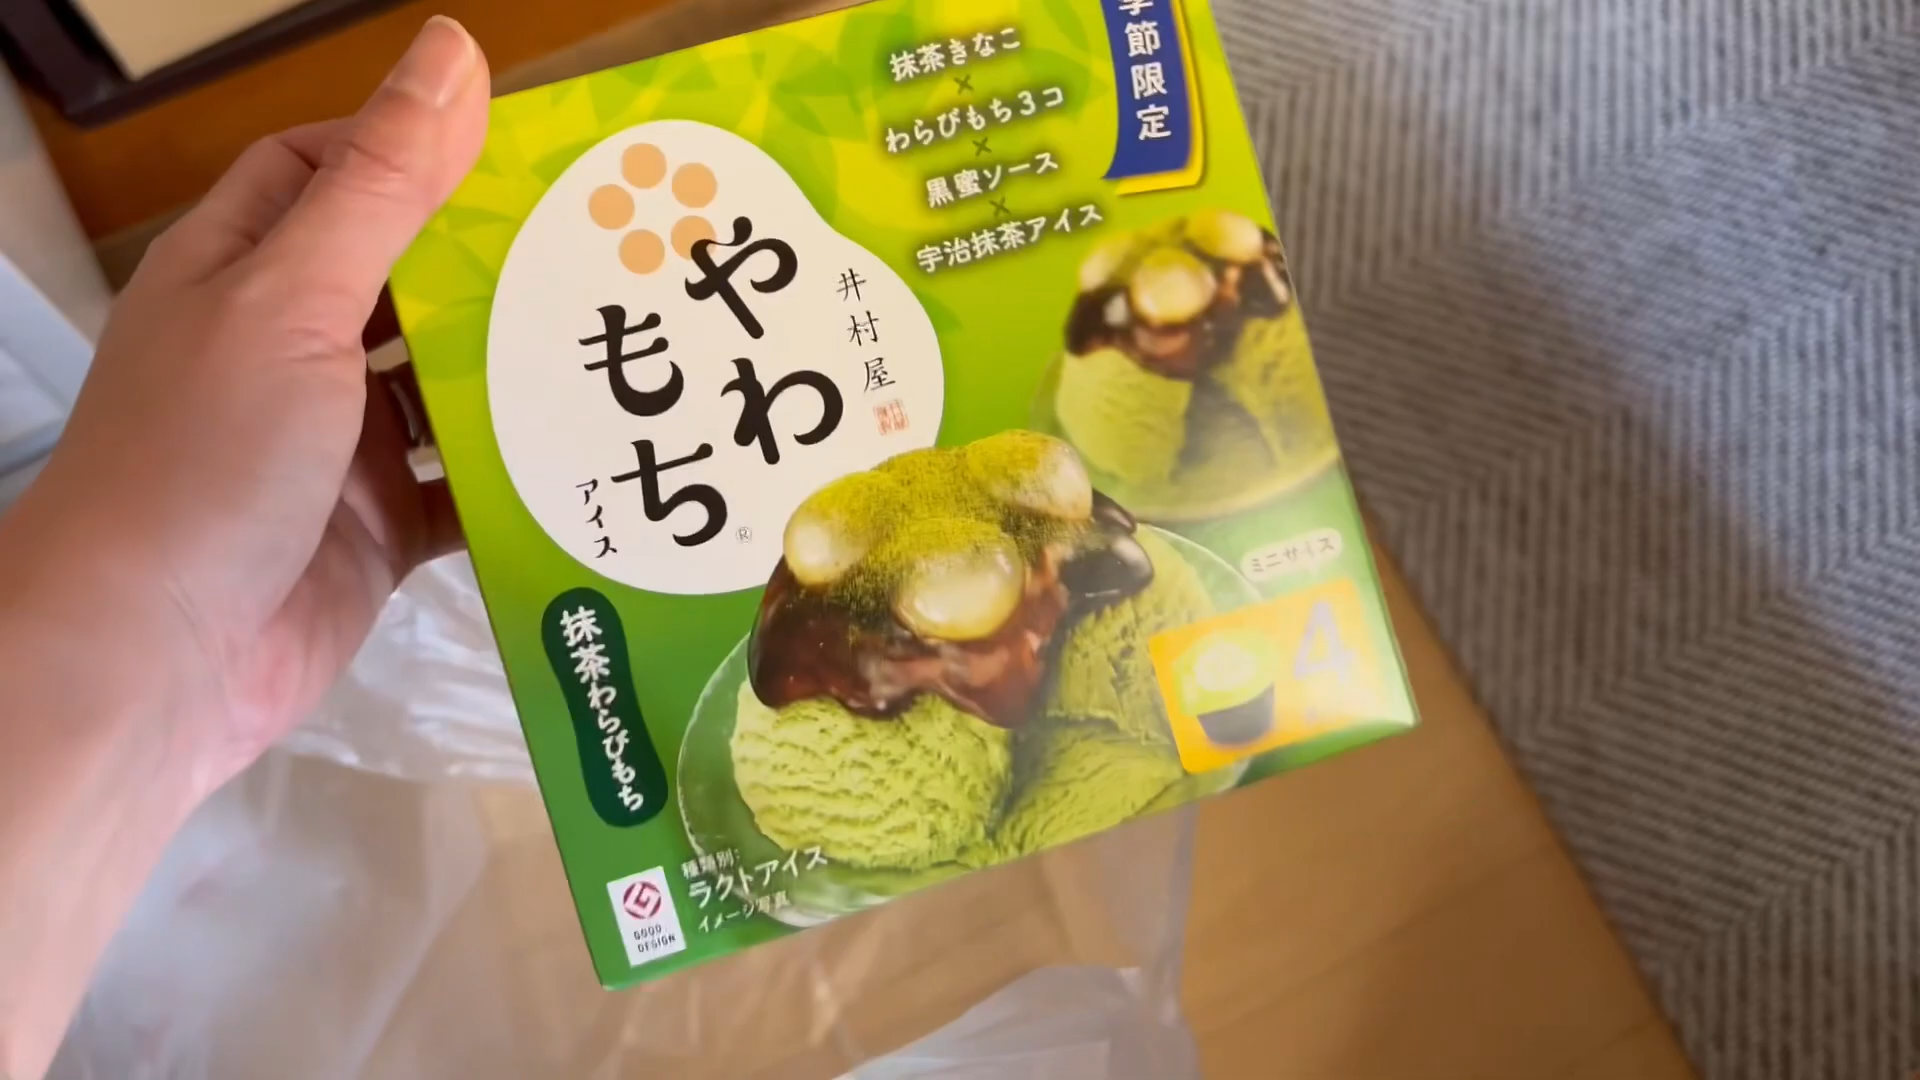 季節限定
抹茶きなこ
×
わらびもち3コ
×
黒蜜ソース
×
宇治抹茶アイス
やわ
もち
®
アイス
井村屋
抹茶わらびもち
ミニサイズ
4
種類別:
ラクトアイス
イメージ写真
GOOD
DESIGN